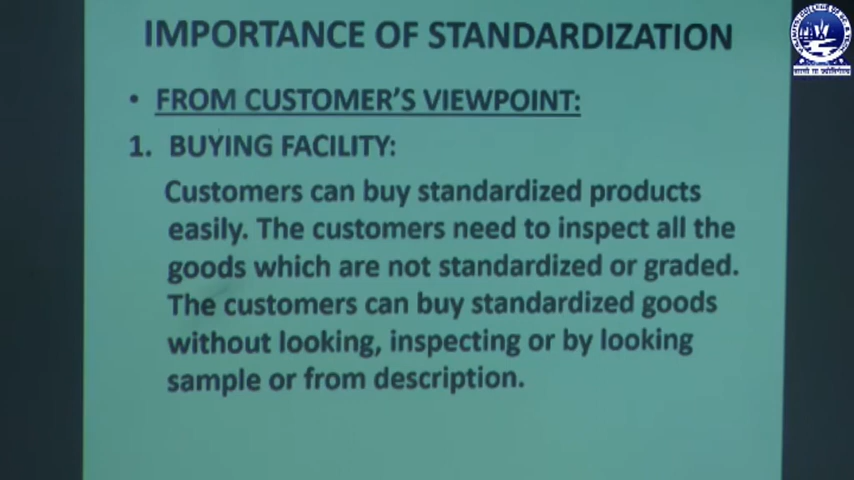 IMPORTANCE OF STANDARDIZATION
• FROM CUSTOMER'S VIEWPOINT:
1. BUYING FACILITY:
Customers can buy standardized products
easily. The customers need to inspect all the
goods which are not standardized or graded.
The customers can buy standardized goods
without looking, inspecting or by looking
sample or from description.